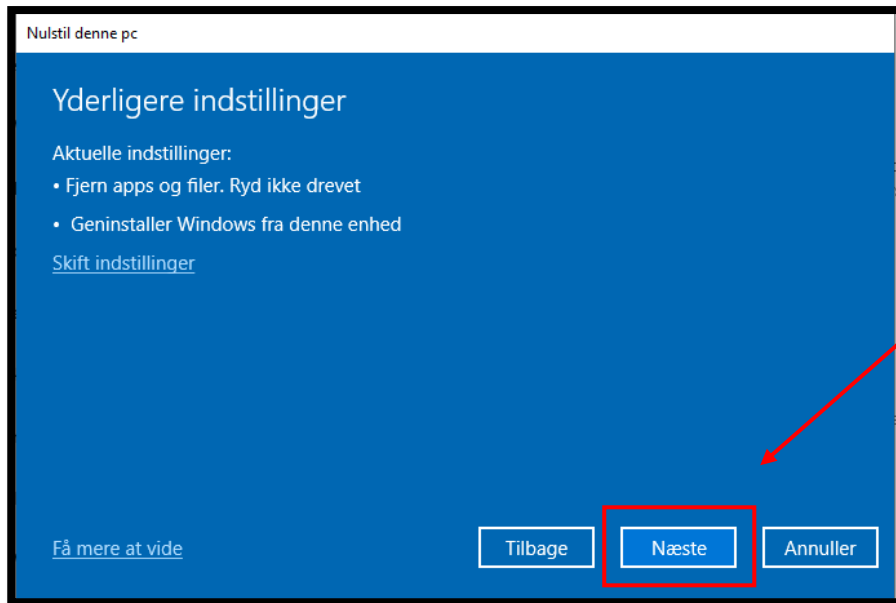 Nulstil denne pc
Yderligere indstillinger
Aktuelle indstillinger:
• Fjern apps og filer. Ryd ikke drevet
• Geninstaller Windows fra denne enhed
Skift indstillinger
Få mere at vide
Tilbage
Næste
Annuller